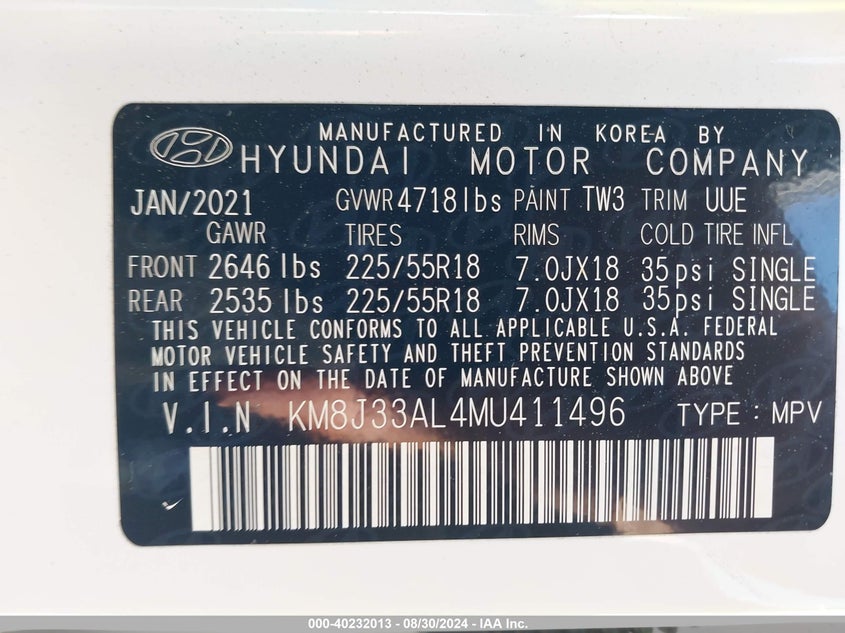 MANUFACTURED IN KOREA BY
HYUNDAI MOTOR COMPANY
JAN/2021 GVWR4718lbs PAINT TW3 TRIM UUE
GAWR TIRES RIMS COLD TIRE INFL
FRONT 2646 lbs 225/55R18 7.0JX18 35psi SINGLE
REAR 2535 lbs 225/55R18 7.0JX18 35psi SINGLE
THIS VEHICLE CONFORMS TO ALL APPLICABLE U.S.A. FEDERAL
MOTOR VEHICLE SAFETY AND THEFT PREVENTION STANDARDS
IN EFFECT ON THE DATE OF MANUFACTURE SHOWN ABOVE
V.I.N KM8J33AL4MU411496 TYPE : MPV
000-40232013 - 08/30/2024 - IAA Inc.